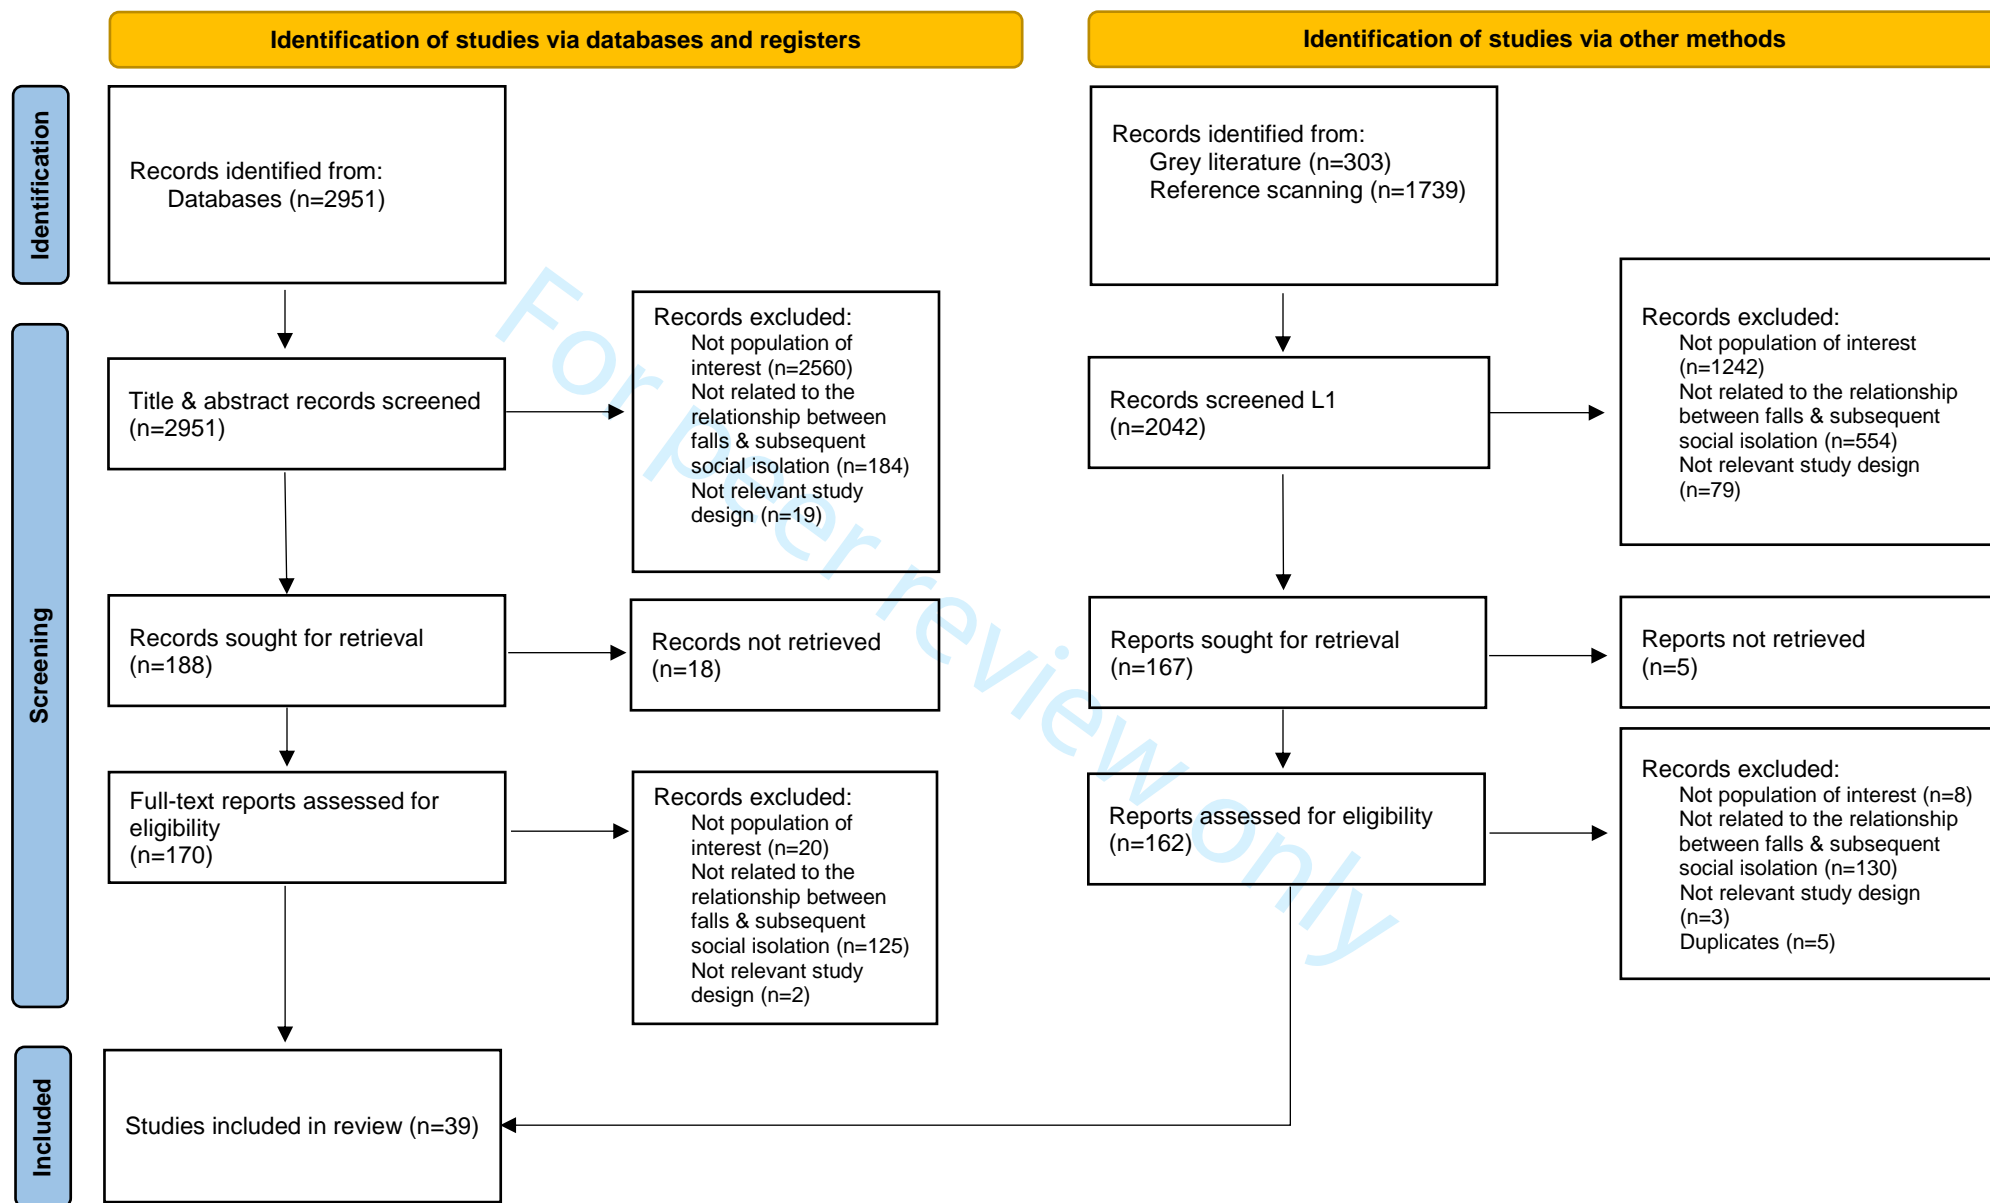 Identification of studies via databases and registers
Identification of studies via other methods
Identification
Records identified from:
Databases (n=2951)
Records identified from:
Grey literature (n=303)
Reference scanning (n=1739)
Screening
Title & abstract records screened
(n=2951)
Records excluded:
Not population of
interest (n=2560)
Not related to the
relationship between
falls & subsequent
social isolation (n=184)
Not relevant study
design (n=19)
Records screened L1
(n=2042)
Records excluded:
Not population of interest
(n=1242)
Not related to the relationship
between falls & subsequent
social isolation (n=554)
Not relevant study design
(n=79)
Records sought for retrieval
(n=188)
Records not retrieved
(n=18)
Reports sought for retrieval
(n=167)
Reports not retrieved
(n=5)
Full-text reports assessed for
eligibility
(n=170)
Records excluded:
Not population of
interest (n=20)
Not related to the
relationship between
falls & subsequent
social isolation (n=125)
Not relevant study
design (n=2)
Reports assessed for eligibility
(n=162)
Records excluded:
Not population of interest (n=8)
Not related to the relationship
between falls & subsequent
social isolation (n=130)
Not relevant study design
(n=3)
Duplicates (n=5)
Included
Studies included in review (n=39)
For peer review only